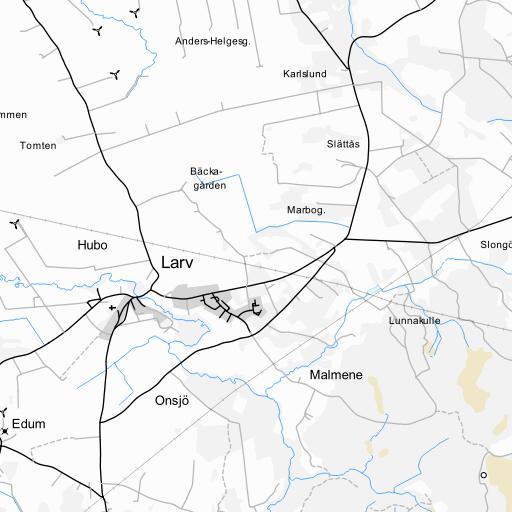 Anders-Helgesg.
Karlslund
mmen
Tomten
Slättås
Bäcka-
gården
Marbog.
Hubo
Slongö
Larv
Lunnakulle
Malmene
Onsjö
Edum